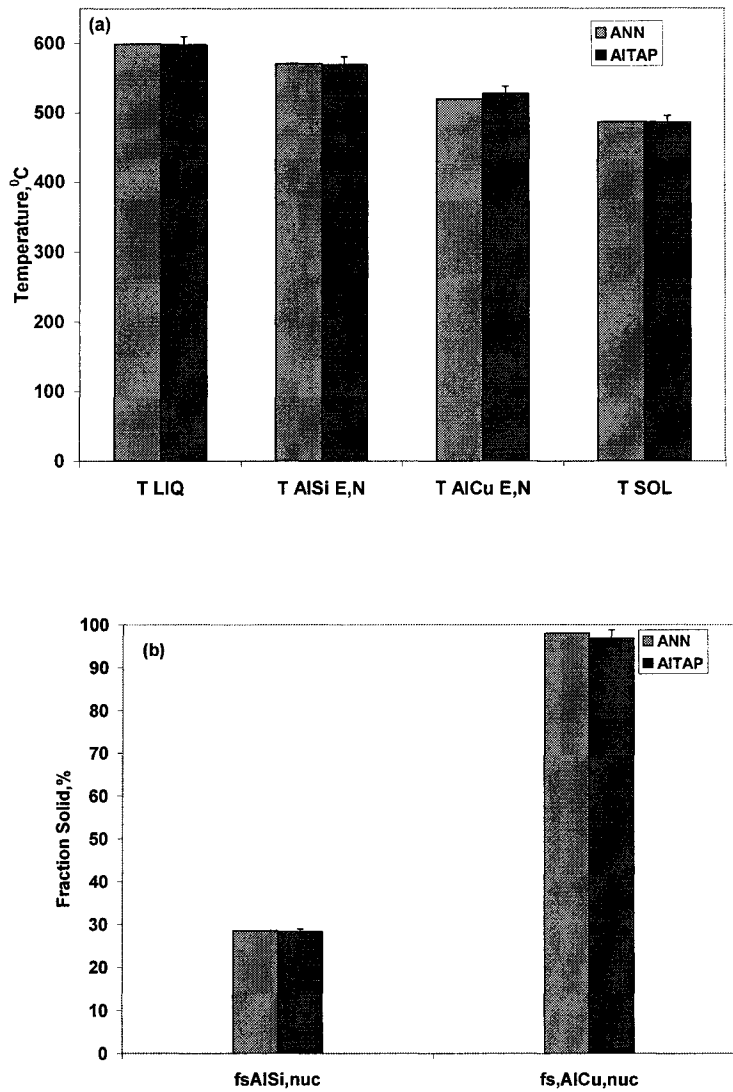 (a)
ANN
AlTAP
600
500
400
300
200
100
0
Temperature,⁰C
T LIQ
T AlSi E,N
T AlCu E,N
T SOL
(b)
ANN
AlTAP
100
90
80
70
60
50
40
30
20
10
0
Fraction Solid,%
fsAlSi,nuc
fs,AlCu,nuc